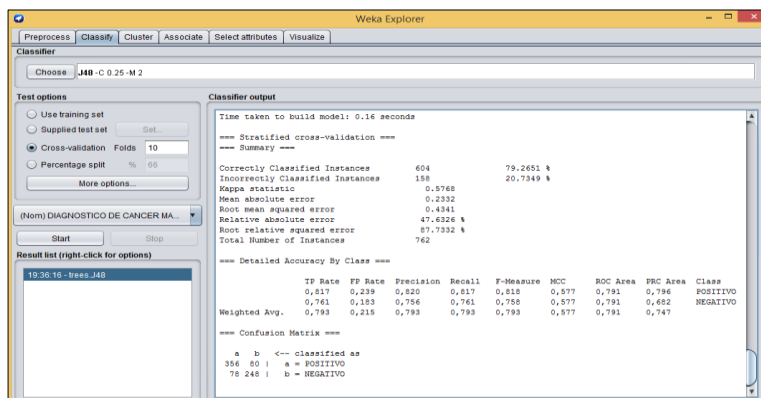 Weka Explorer
Preprocess Classify Cluster Associate Select attributes Visualize
Classifier
Choose J48 -C 0.25 -M 2
Test options
Use training set
Supplied test set Set...
Cross-validation Folds 10
Percentage split % 66
More options...
(Nom) DIAGNOSTICO DE CANCER MA...
Start Stop
Result list (right-click for options)
19:36:16 - trees.J48
Classifier output
Time taken to build model: 0.16 seconds
=== Stratified cross-validation ===
=== Summary ===
Correctly Classified Instances 604 79.2651 %
Incorrectly Classified Instances 158 20.7349 %
Kappa statistic 0.5768
Mean absolute error 0.2332
Root mean squared error 0.4341
Relative absolute error 47.6326 %
Root relative squared error 87.7332 %
Total Number of Instances 762
=== Detailed Accuracy By Class ===
TP Rate FP Rate Precision Recall F-Measure MCC ROC Area PRC Area Class
0,817 0,239 0,820 0,817 0,818 0,577 0,791 0,796 POSITIVO
0,761 0,183 0,756 0,761 0,758 0,577 0,791 0,682 NEGATIVO
Weighted Avg. 0,793 0,215 0,793 0,793 0,793 0,577 0,791 0,747
=== Confusion Matrix ===
a b <-- classified as
356 80 | a = POSITIVO
78 248 | b = NEGATIVO